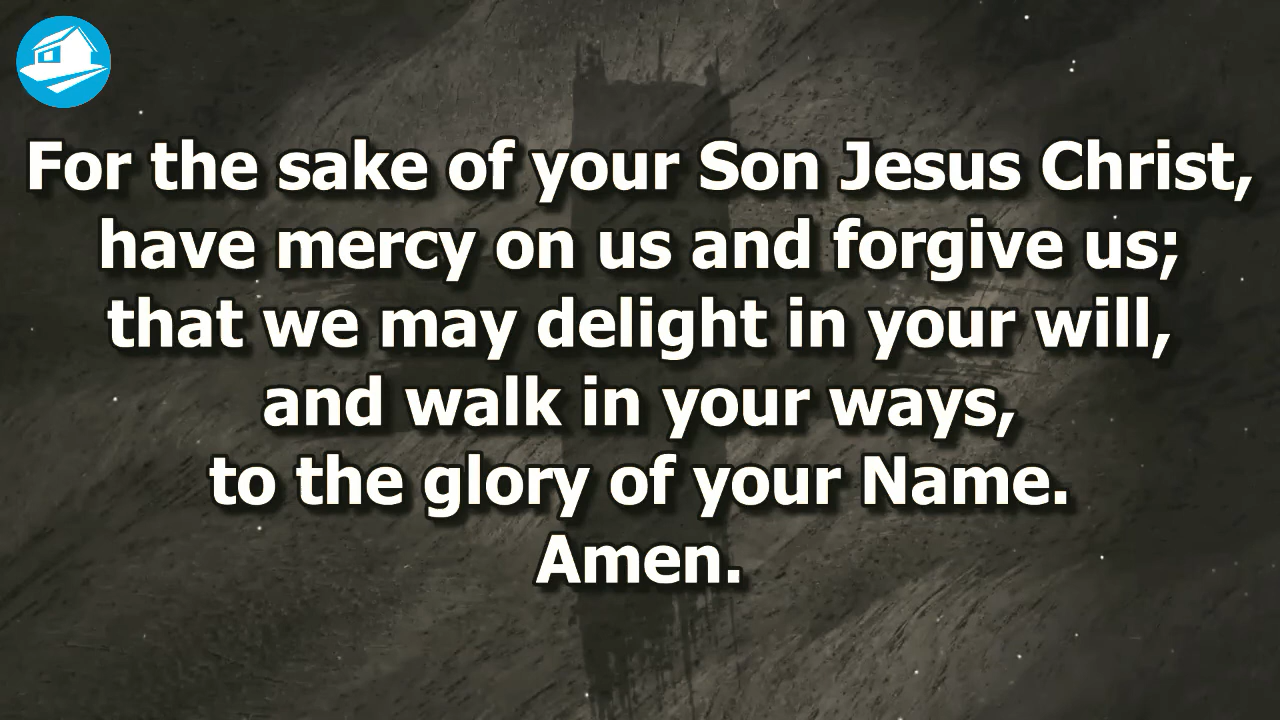 For the sake of your Son Jesus Christ,
have mercy on us and forgive us;
that we may delight in your will,
and walk in your ways,
to the glory of your Name.
Amen.